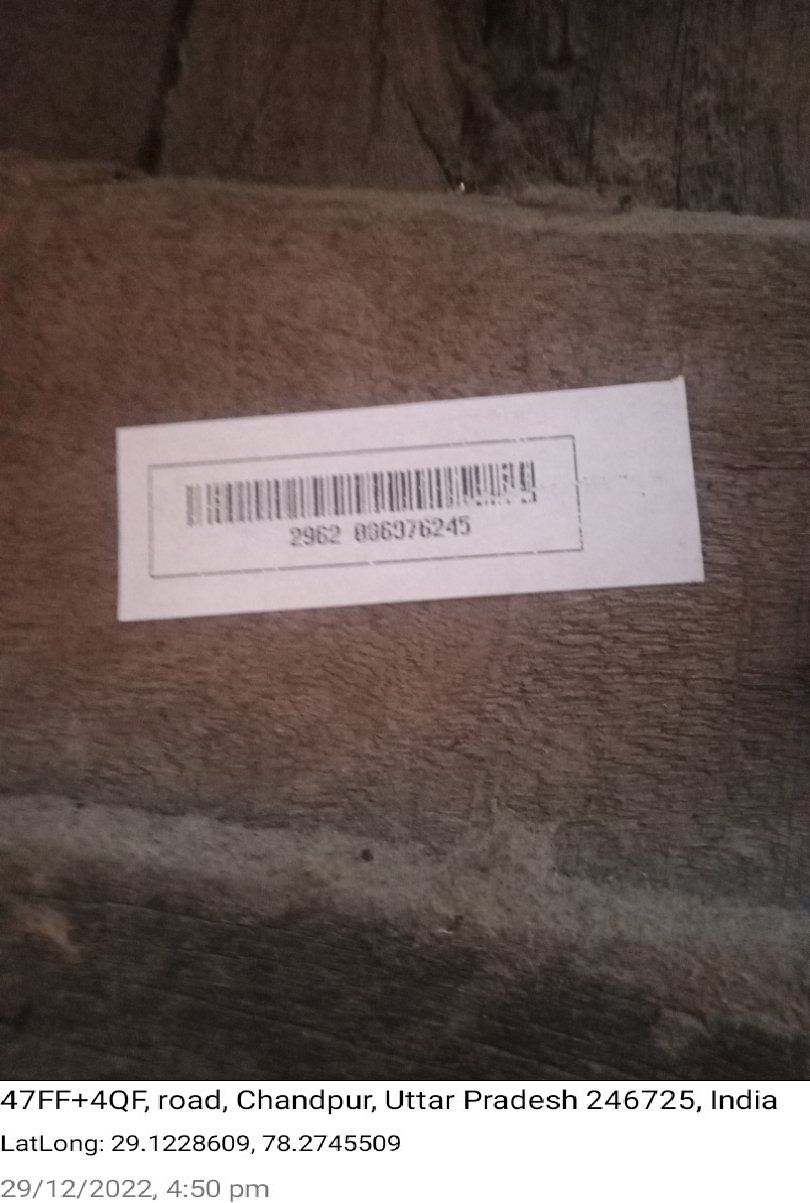 2962 006976245
47FF+4QF, road, Chandpur, Uttar Pradesh 246725, India
LatLong: 29.1228609, 78.2745509
29/12/2022, 4:50 pm